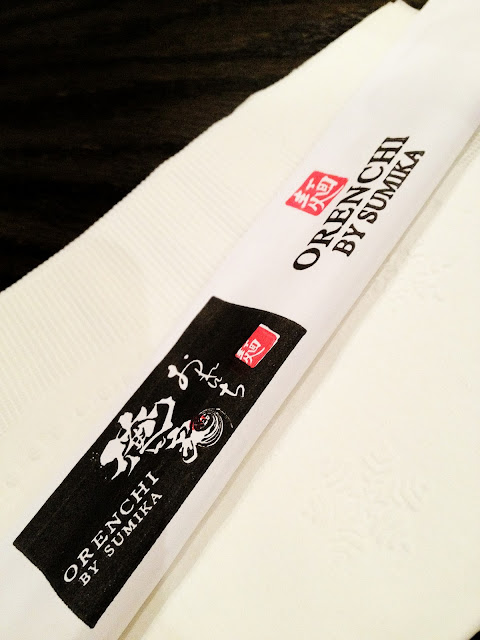 麺
ORENCHI
BY SUMIKA
麺
おれんち
ORENCHI
BY SUMIKA